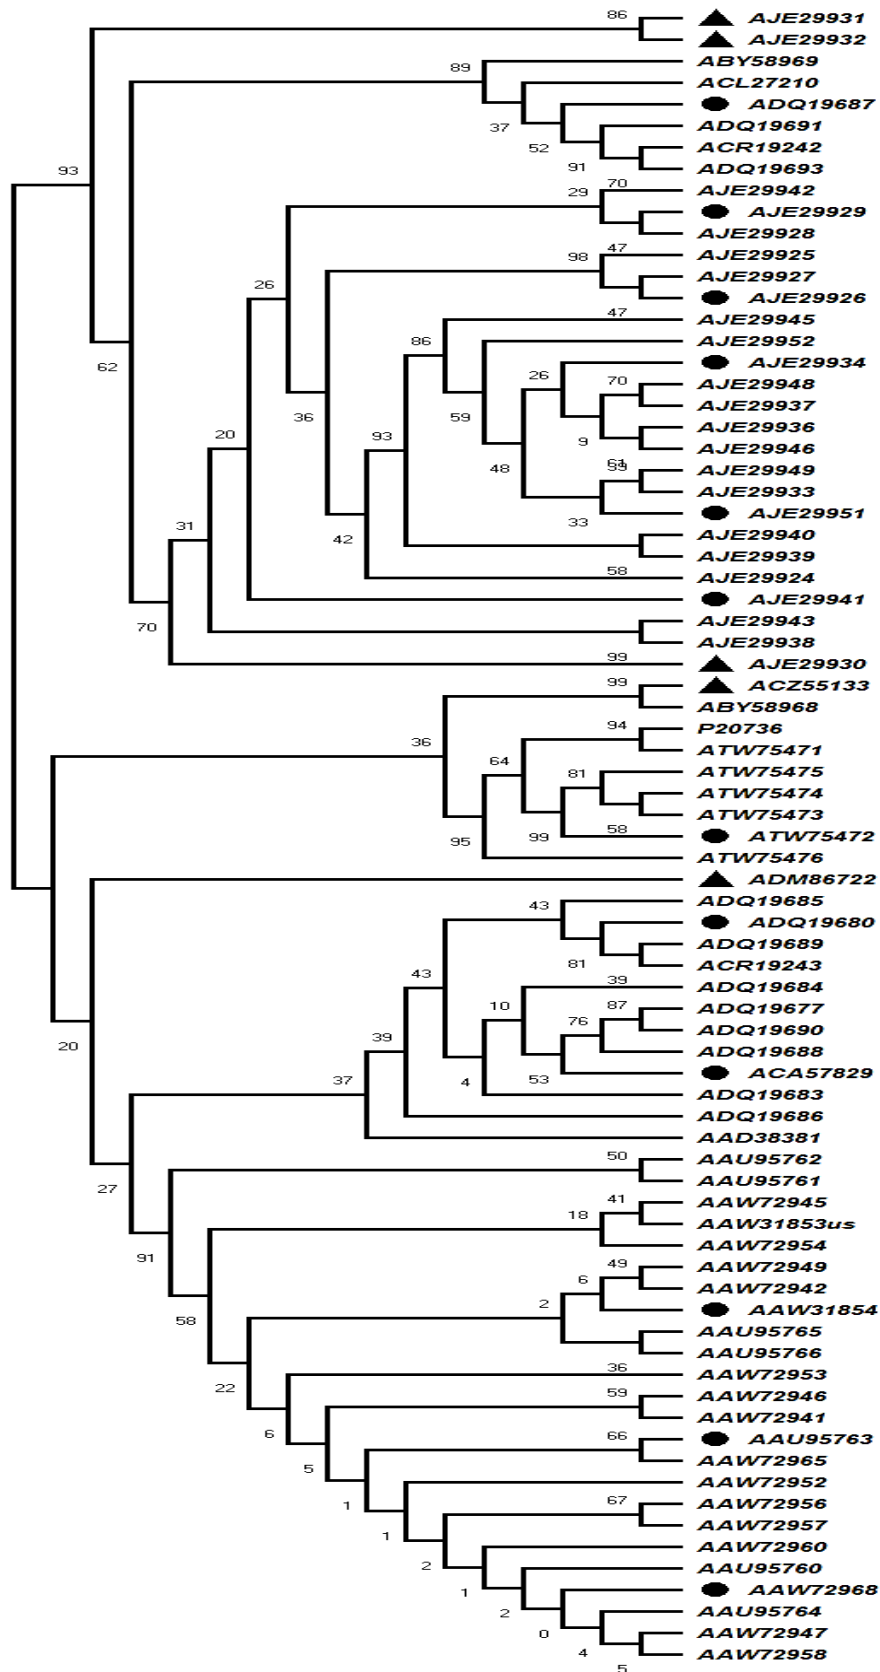 86
AJE29931
AJE29932
ABY58969
89
ACL27210
ADQ19687
37
ADQ19691
52
ACR19242
91
ADQ19693
93
70
29
AJE29942
AJE29929
AJE29928
47
98
AJE29925
AJE29927
26
AJE29926
47
AJE29945
86
AJE29952
62
AJE29934
26
70
AJE29948
AJE29937
36
59
AJE29936
20
93
9
AJE29946
48
61
39
AJE29949
AJE29933
33
AJE29951
31
42
AJE29940
AJE29939
58
AJE29924
AJE29941
70
AJE29943
AJE29938
99
AJE29930
99
ACZ55133
ABY58968
94
P20736
36
ATW75471
64
81
ATW75475
ATW75474
ATW75473
95
99
58
ATW75472
ATW75476
ADM86722
43
ADQ19685
ADQ19680
ADQ19689
81
ACR19243
43
39
ADQ19684
10
87
ADQ19677
76
ADQ19690
20
39
ADQ19688
37
4
53
ACA57829
ADQ19683
ADQ19686
AAD38381
50
AAU95762
27
AAU95761
41
AAW72945
18
AAW31853us
91
AAW72954
49
AAW72949
6
AAW72942
2
AAW31854
58
AAU95765
AAU95766
36
AAW72953
22
59
AAW72946
AAW72941
6
66
AAU95763
5
AAW72965
AAW72952
1
67
AAW72956
AAW72957
1
AAW72960
2
AAU95760
1
AAW72968
2
AAU95764
0
AAW72947
4
AAW72958
5